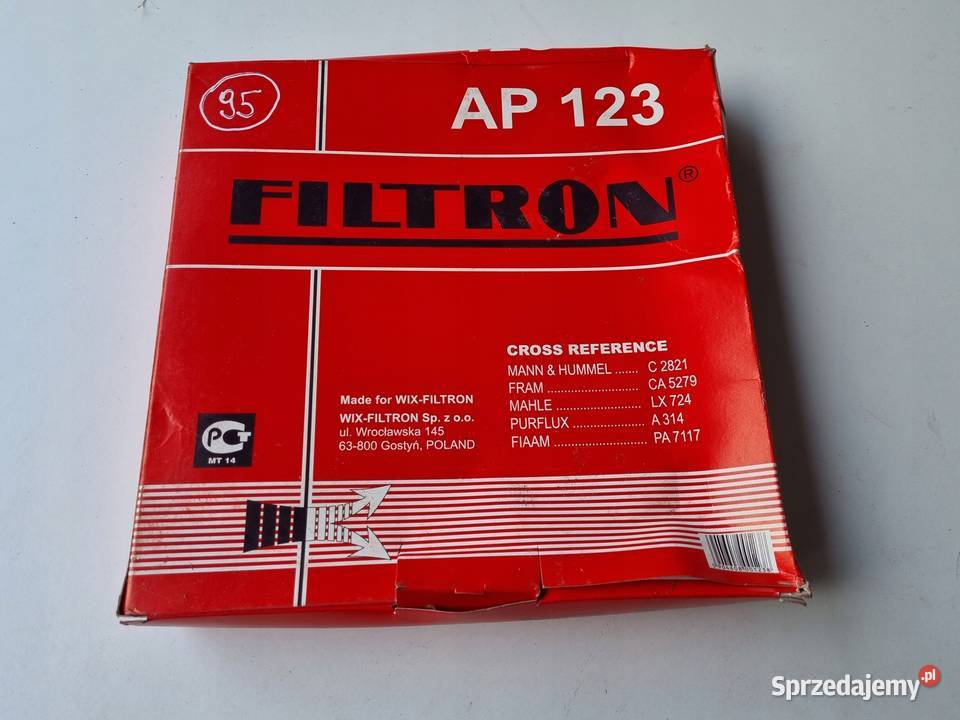 95
AP 123
FILTRON®
CROSS REFERENCE
MANN & HUMMEL ....... C 2821
FRAM ........................... CA 5279
MAHLE ......................... LX 724
PURFLUX ..................... A 314
FIAAM ........................... PA 7117
Made for WIX-FILTRON
WIX-FILTRON Sp. z o.o.
ul. Wrocławska 145
63-800 Gostyń, POLAND
PCT
MT 14
Sprzedajemy.pl